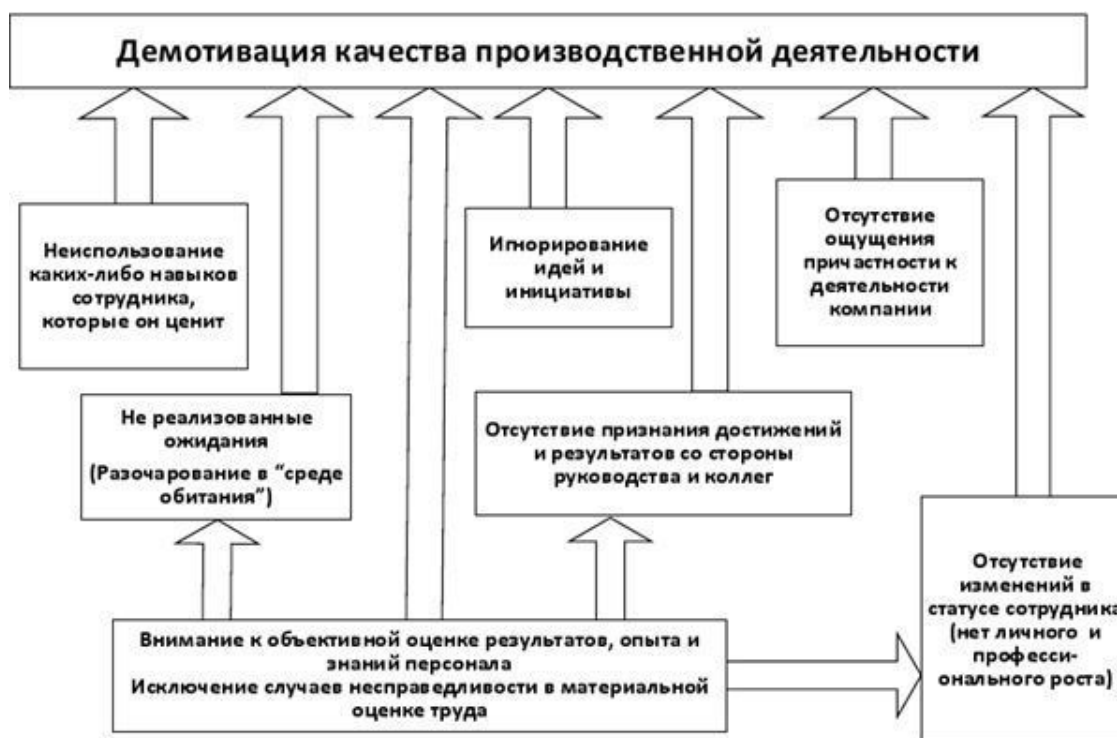 Демотивация качества производственной деятельности
Неиспользование
каких-либо навыков
сотрудника,
которые он ценит
Игнорирование
идей и
инициативы
Отсутствие
ощущения
причастности к
деятельности
компании
Не реализованные
ожидания
(Разочарование в “среде
обитания”)
Отсутствие признания достижений
и результатов со стороны
руководства и коллег
Отсутствие
изменений в
статусе сотрудника
(нет личного и
професси-
онального роста)
Внимание к объективной оценке результатов, опыта и
знаний персонала
Исключение случаев несправедливости в материальной
оценке труда